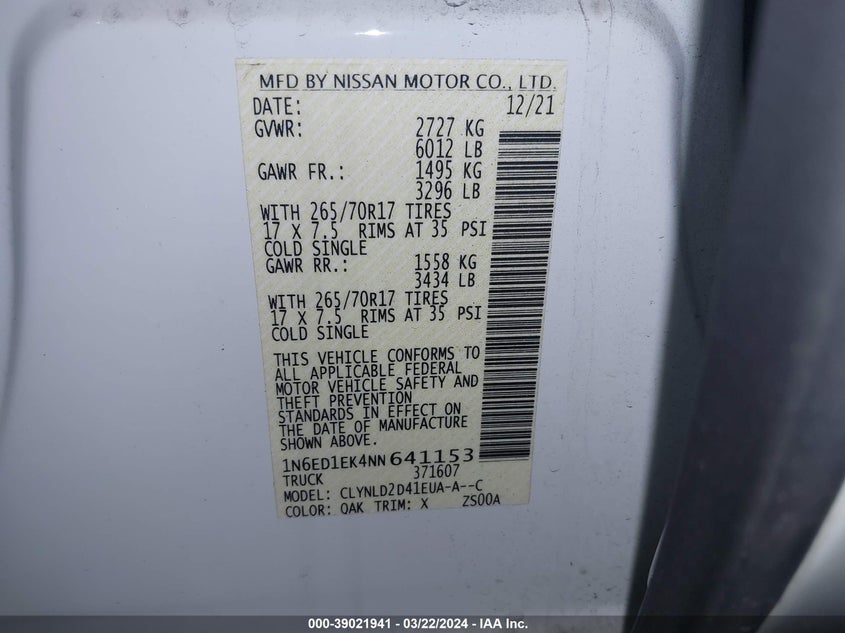 MFD BY NISSAN MOTOR CO., LTD.
DATE: 12/21
GVWR: 2727 KG
6012 LB
GAWR FR.: 1495 KG
3296 LB
WITH 265/70R17 TIRES
17 X 7.5 RIMS AT 35 PSI
COLD SINGLE
GAWR RR.: 1558 KG
3434 LB
WITH 265/70R17 TIRES
17 X 7.5 RIMS AT 35 PSI
COLD SINGLE
THIS VEHICLE CONFORMS TO
ALL APPLICABLE FEDERAL
MOTOR VEHICLE SAFETY AND
THEFT PREVENTION
STANDARDS IN EFFECT ON
THE DATE OF MANUFACTURE
SHOWN ABOVE.
1N6ED1EK4NN641153
TRUCK 371607
MODEL: CLYNLD2D41EUA-A--C
COLOR: QAK TRIM: X ZS00A
000-39021941 - 03/22/2024 - IAA Inc.